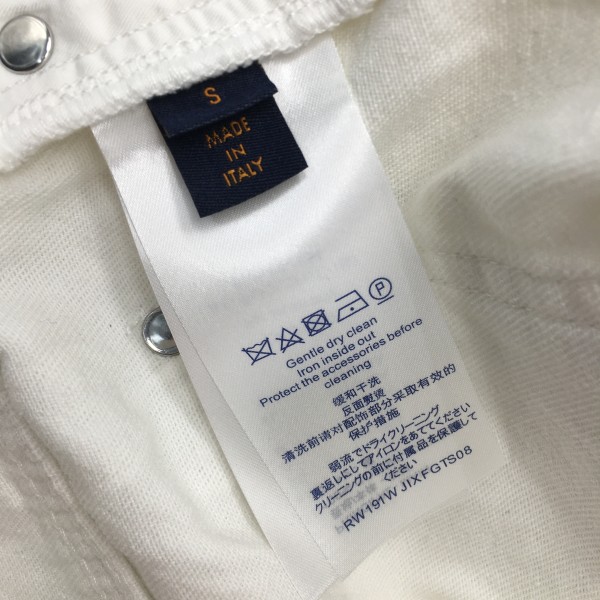 S
MADE
IN
ITALY
P
Gentle dry clean
Iron inside out
Protect the accessories before
cleaning
缓和干洗
反面熨烫
清洗前请对配饰部分采取有效的
保护措施
弱流でドライクリーニング
裏返しにしてアイロンをあててください
クリーニングの前に付属品を保護して
ください
RW191W JIXFGTS08